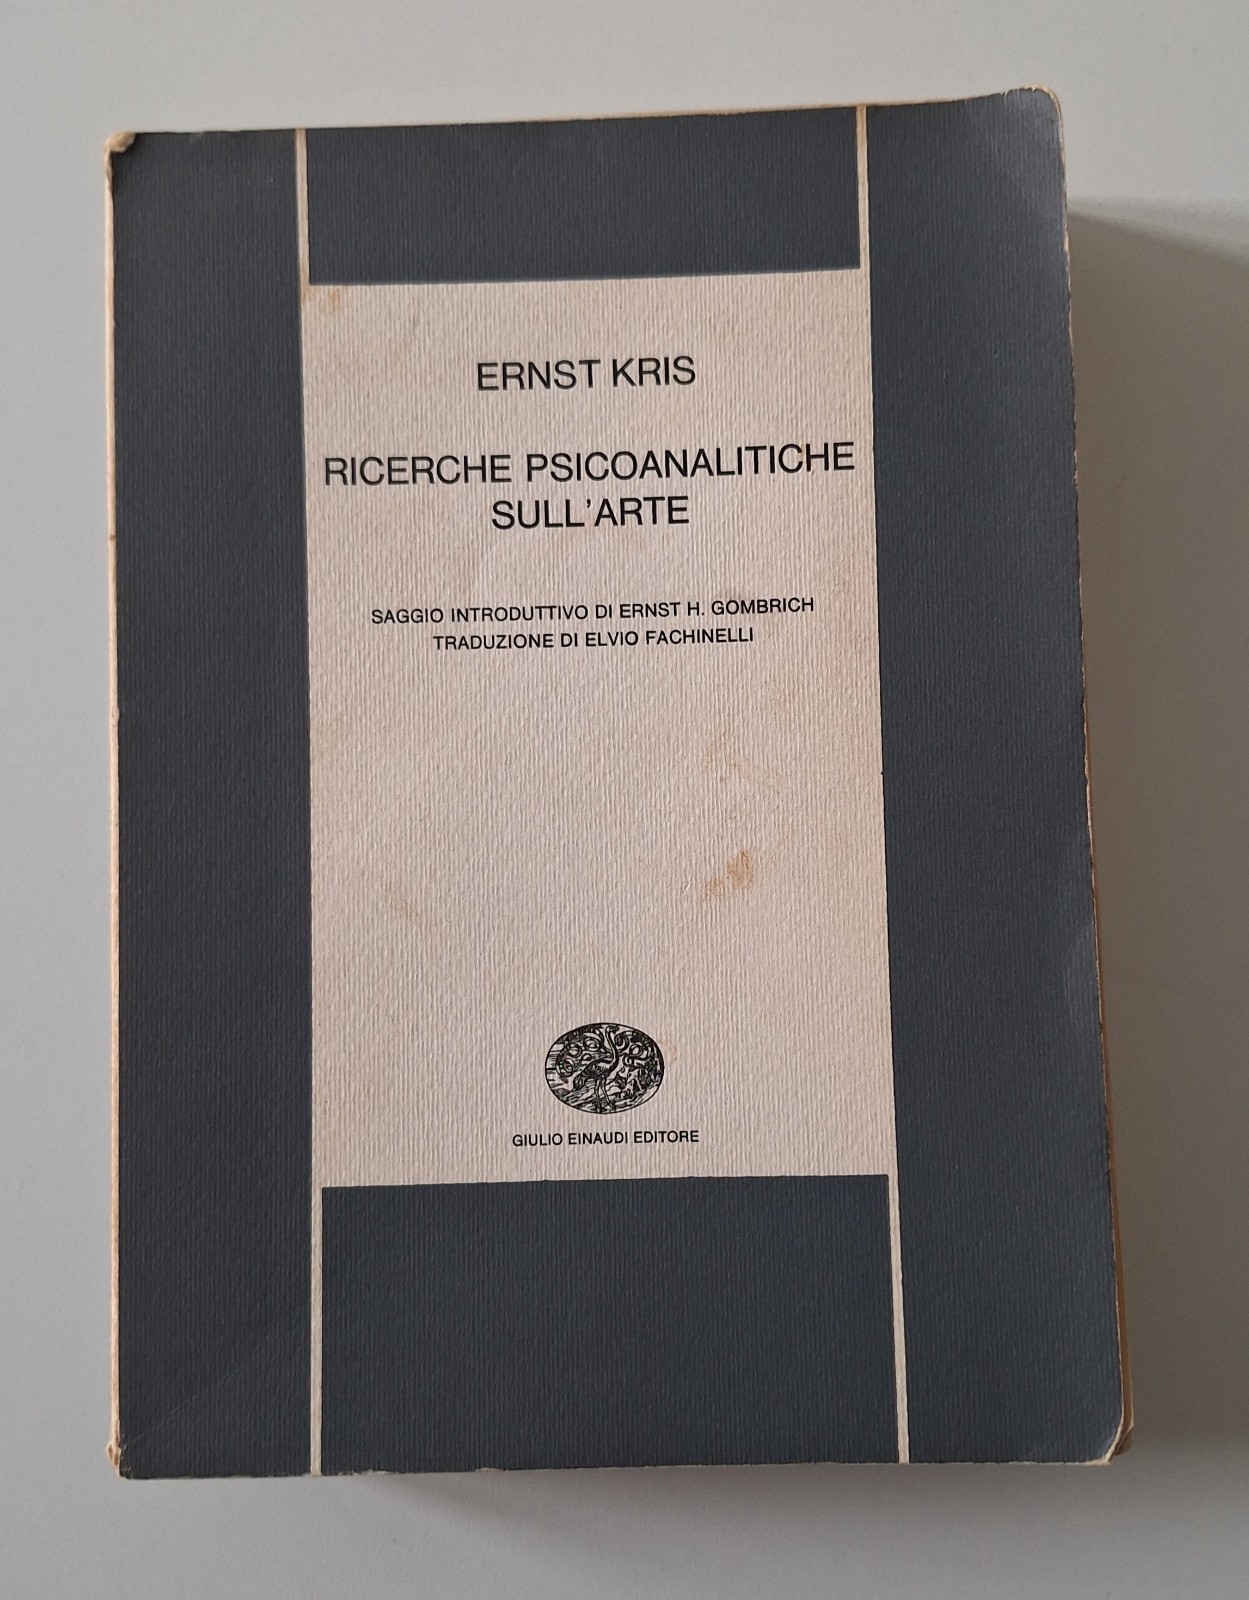 ERNST KRIS
RICERCHE PSICOANALITICHE
SULL'ARTE
SAGGIO INTRODUTTIVO DI ERNST H. GOMBRICH
TRADUZIONE DI ELVIO FACHINELLI
GIULIO EINAUDI EDITORE